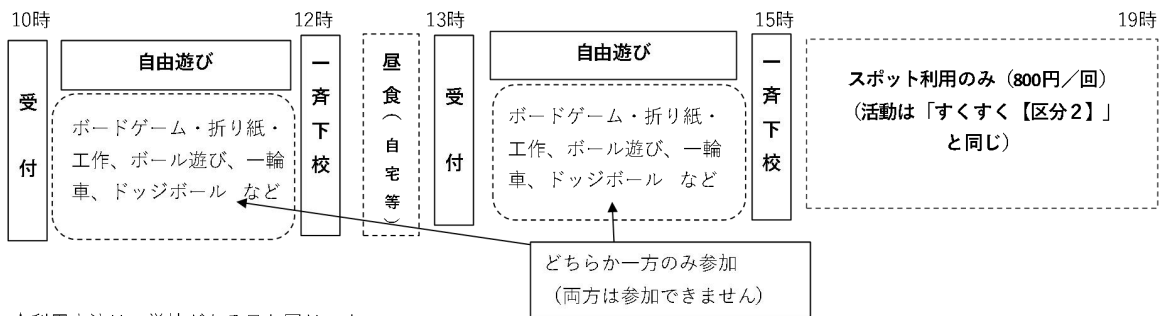 10時
12時
13時
15時
19時
受付
自由遊び
ボードゲーム・折り紙・
工作、ボール遊び、一輪
車、ドッジボール など
一斉下校
昼食(自宅等)
受付
自由遊び
ボードゲーム・折り紙・
工作、ボール遊び、一輪
車、ドッジボール など
一斉下校
スポット利用のみ（800円／回）
（活動は「すくすく【区分２】」
と同じ）
どちらか一方のみ参加
（両方は参加できません）